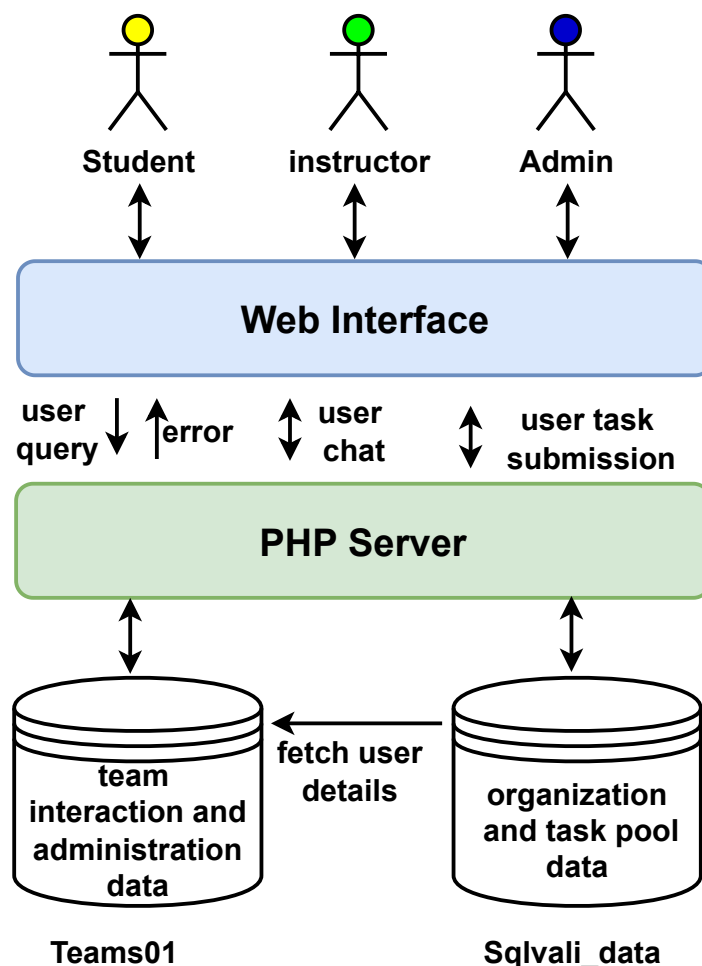 Student
instructor
Admin
Web Interface
user
query
error
user
chat
user task
submission
PHP Server
team
interaction and
administration
data
fetch user
details
organization
and task pool
data
Teams01
Sqlvali_data